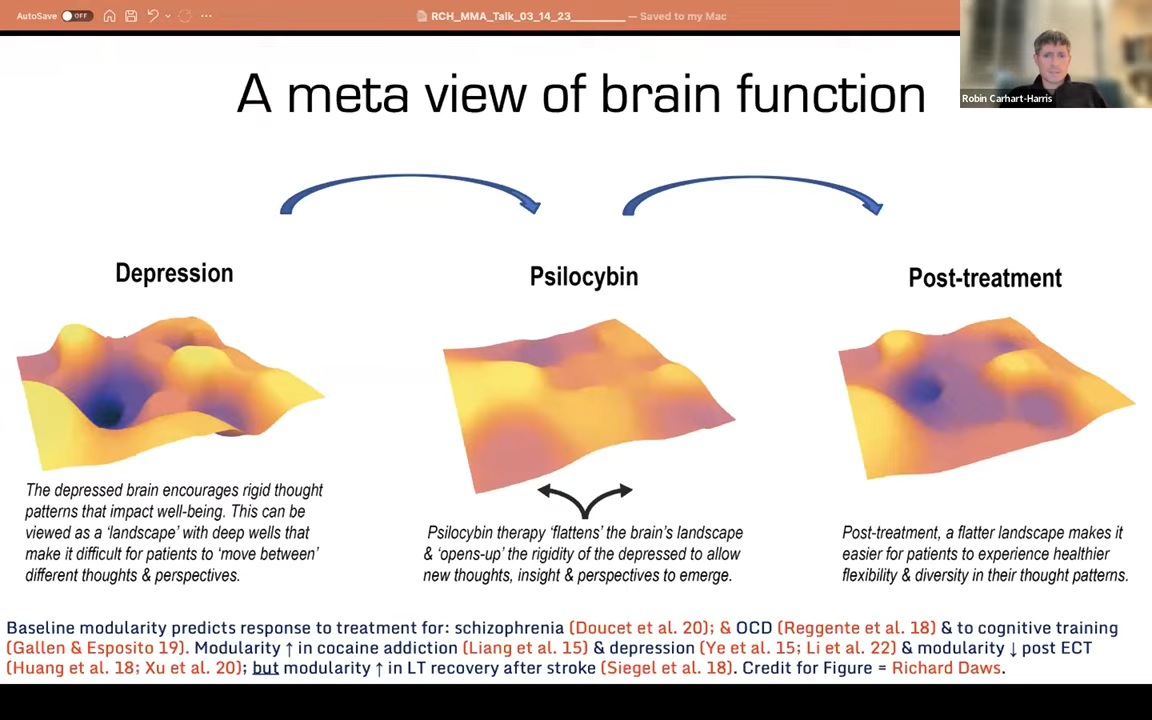 AutoSave OFF
RCH_MMA_Talk_03_14_23__________ — Saved to my Mac
Robin Carhart-Harris
A meta view of brain function
Depression
Psilocybin
Post-treatment
The depressed brain encourages rigid thought
patterns that impact well-being. This can be
viewed as a ‘landscape’ with deep wells that
make it difficult for patients to ‘move between’
different thoughts & perspectives.
Psilocybin therapy ‘flattens’ the brain’s landscape
& ‘opens-up’ the rigidity of the depressed to allow
new thoughts, insight & perspectives to emerge.
Post-treatment, a flatter landscape makes it
easier for patients to experience healthier
flexibility & diversity in their thought patterns.
Baseline modularity predicts response to treatment for: schizophrenia (Doucet et al. 20); & OCD (Reggente et al. 18) & to cognitive training
(Gallen & Esposito 19). Modularity ↑ in cocaine addiction (Liang et al. 15) & depression (Ye et al. 15; Li et al. 22) & modularity ↓ post ECT
(Huang et al. 18; Xu et al. 20); but modularity ↑ in LT recovery after stroke (Siegel et al. 18). Credit for Figure = Richard Daws.